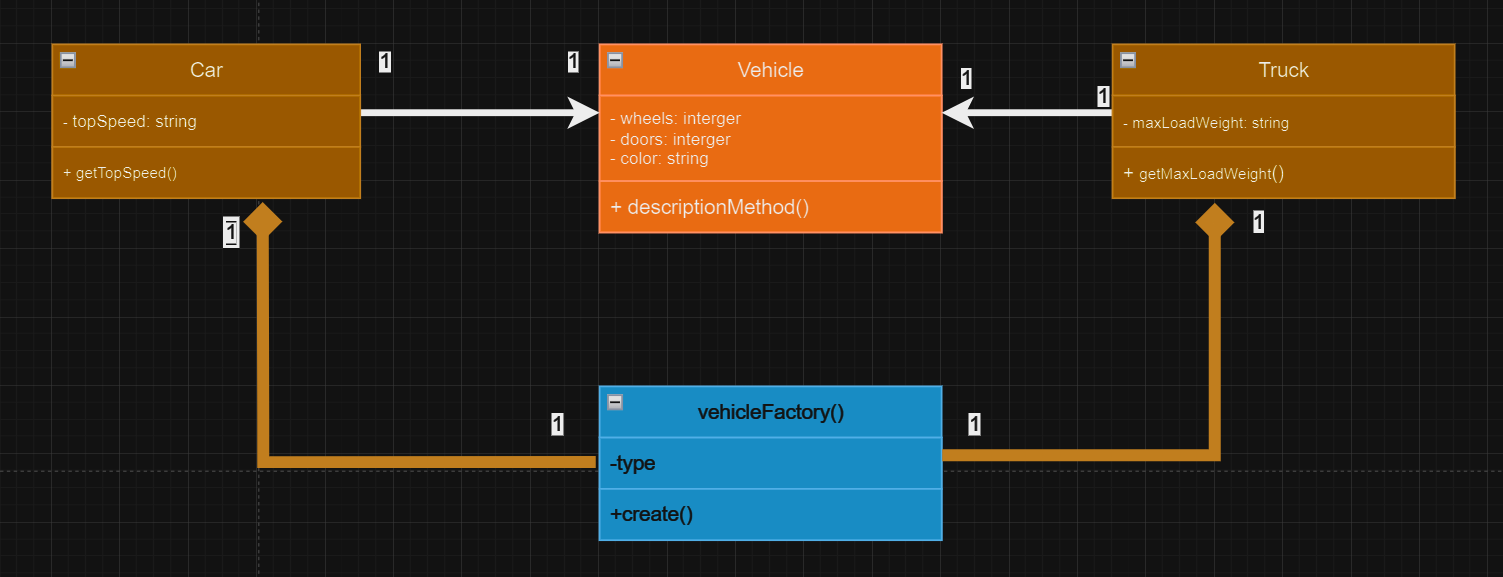 Car
1
1
Vehicle
1
1
Truck
- topSpeed: string
+ getTopSpeed()
- wheels: interger
- doors: interger
- color: string
+ descriptionMethod()
- maxLoadWeight: string
+ getMaxLoadWeight()
1
1
1
vehicleFactory()
1
-type
+create()